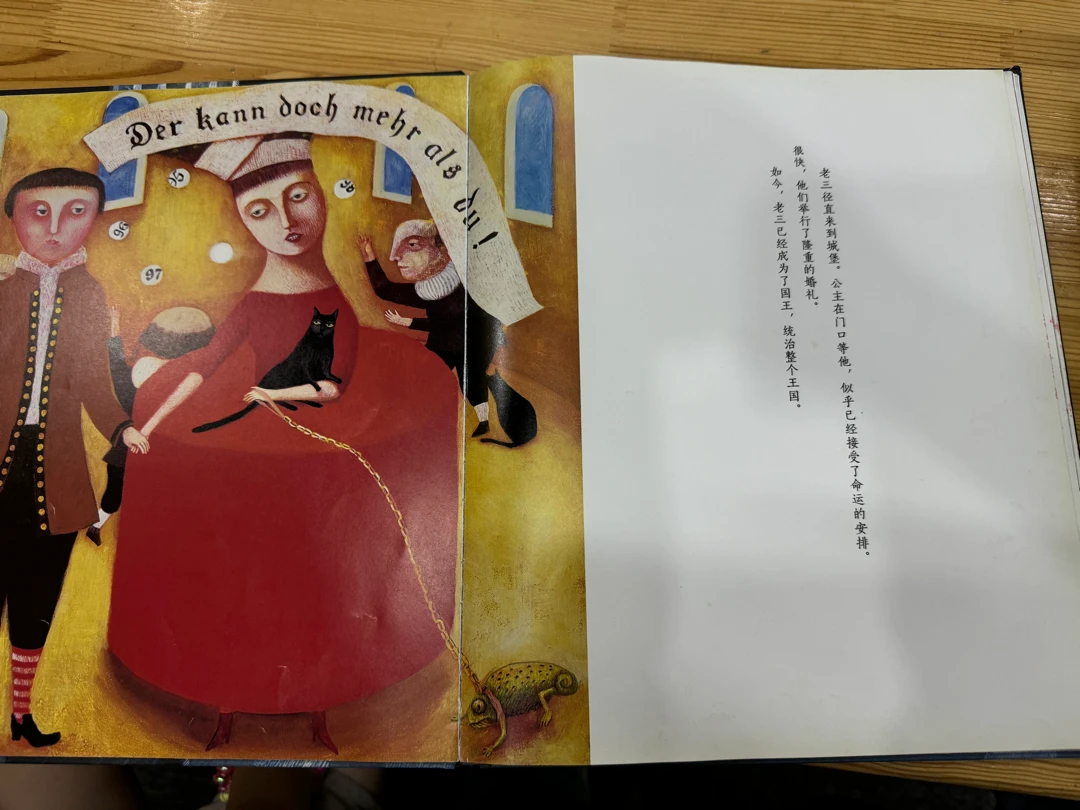 Der kann doch mehr als du!
95
98
96
97
老三径直来到城堡。公主在门口等他，似乎已经接受了命运的安排。
很快，他们举行了隆重的婚礼。
如今，老三已经成为了国王，统治整个王国。